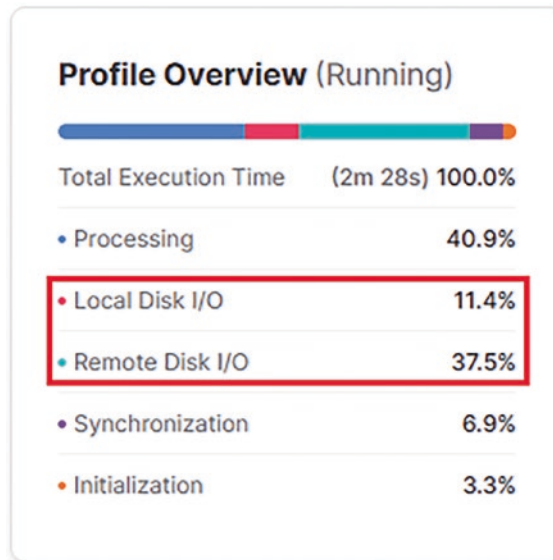 Profile Overview (Running)
Total Execution Time (2m 28s) 100.0%
• Processing 40.9%
• Local Disk I/O 11.4%
• Remote Disk I/O 37.5%
• Synchronization 6.9%
• Initialization 3.3%